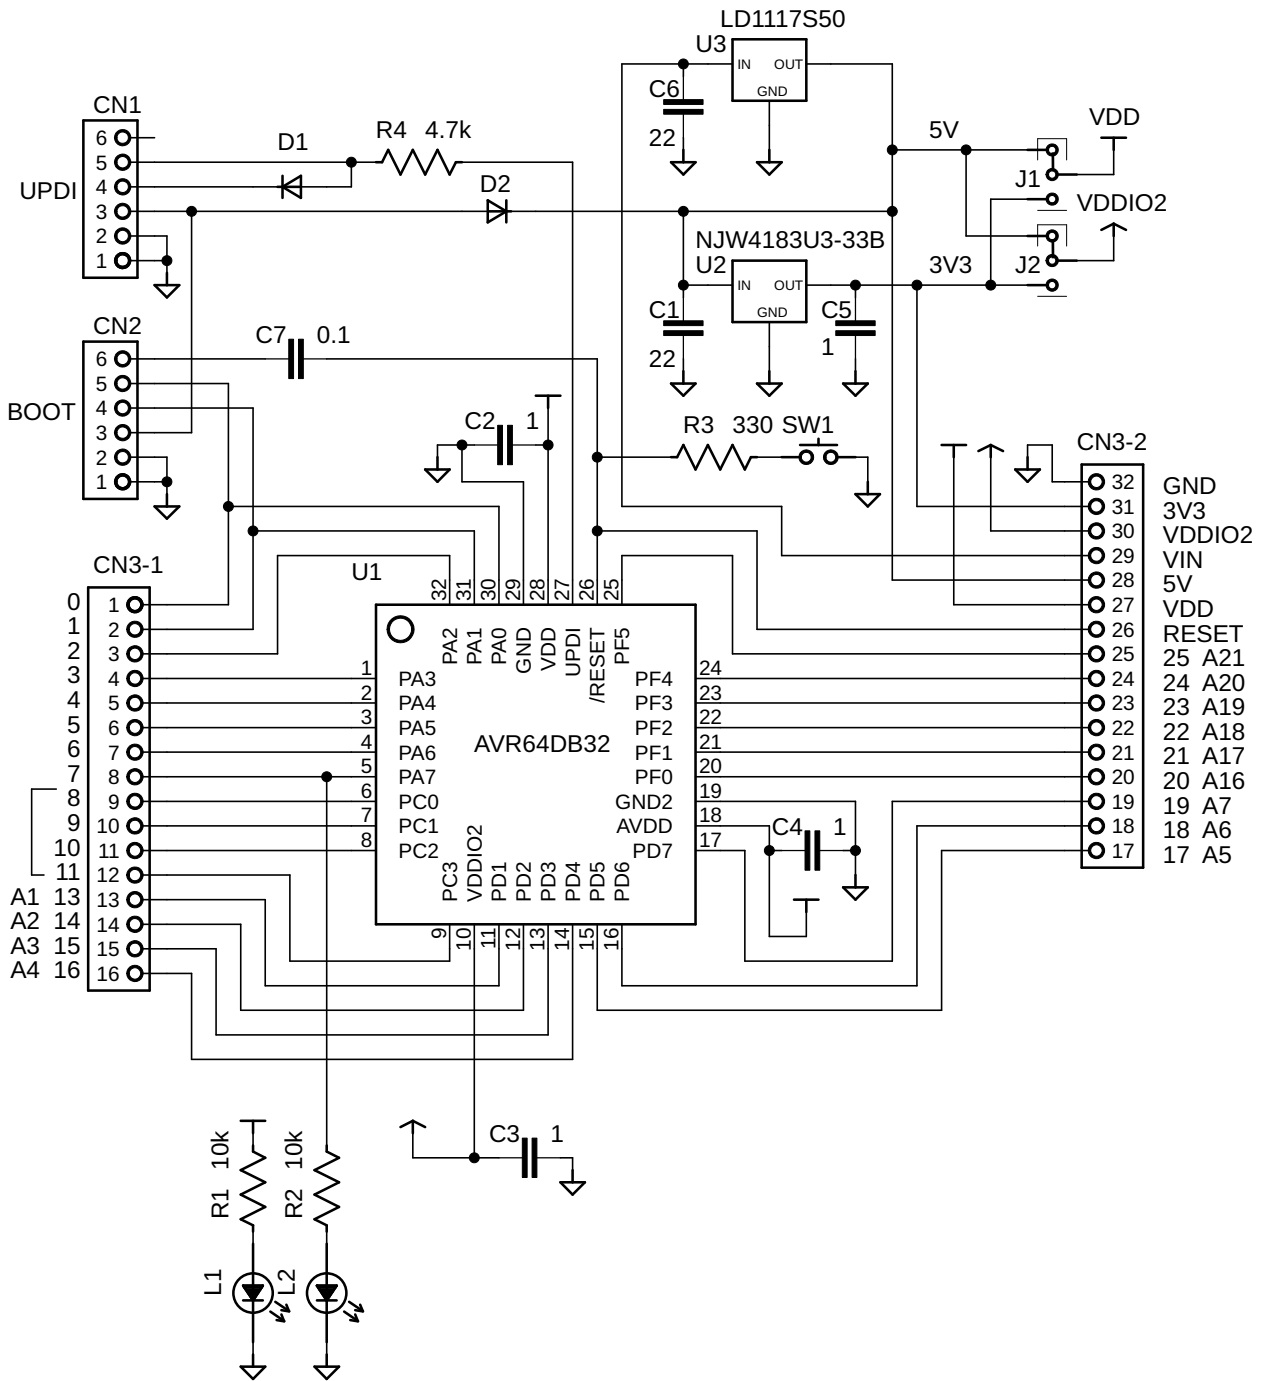 LD1117S50
U3
IN OUT
GND
C6
22
CN1
6
5
4
3
2
1
UPDI
D1
R4 4.7k
D2
5V
VDD
J1
VDDIO2
NJW4183U3-33B
U2
IN OUT
GND
3V3
J2
C1
22
C5
1
CN2
6
5
4
3
2
1
BOOT
C7 0.1
C2 1
R3 330 SW1
CN3-2
32 GND
31 3V3
30 VDDIO2
29 VIN
28 5V
27 VDD
26 RESET
25 25 A21
24 24 A20
23 23 A19
22 22 A18
21 21 A17
20 20 A16
19 19 A7
18 18 A6
17 17 A5
CN3-1
0 1
1 2
2 3
3 4
4 5
5 6
6 7
7 8
8 9
9 10
10 11
11 12
A1 13 13
A2 14 14
A3 15 15
A4 16 16
U1
32 31 30 29 28 27 26 25
PA2 PA1 PA0 GND VDD UPDI /RESET PF5
1 PA3
2 PA4
3 PA5
4 PA6
5 PA7
6 PC0
7 PC1
8 PC2
AVR64DB32
PF4 24
PF3 23
PF2 22
PF1 21
PF0 20
GND2 19
AVDD 18
PD7 17
PC3 VDDIO2 PD1 PD2 PD3 PD4 PD5 PD6
9 10 11 12 13 14 15 16
C4 1
C3 1
R1 10k
R2 10k
L1
L2